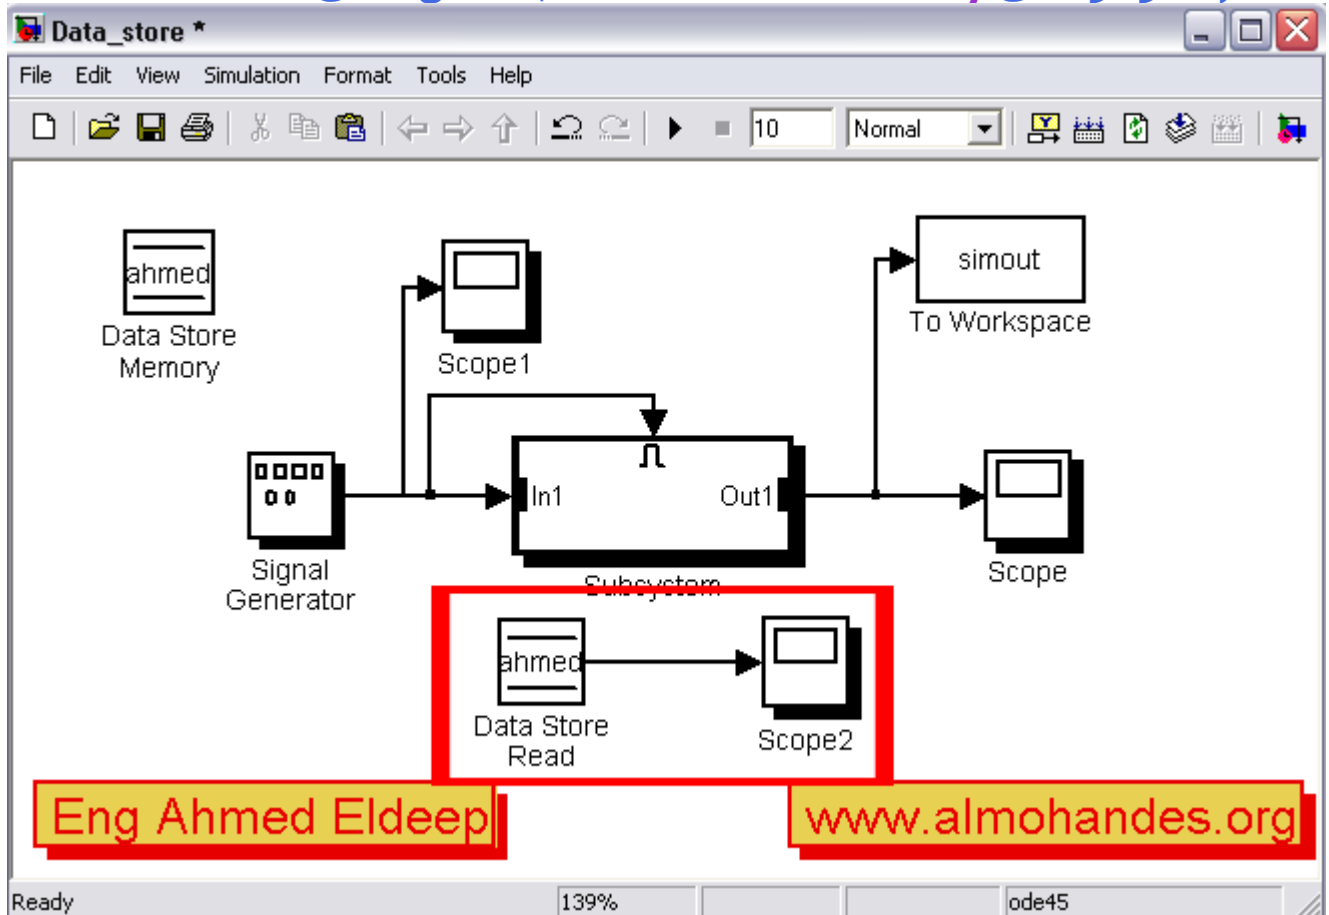 Data_store *
File Edit View Simulation Format Tools Help
10 Normal
ahmed
Data Store
Memory
Scope1
simout
To Workspace
In1
Out1
Signal
Generator
Subsystem
Scope
ahmed
Data Store
Read
Scope2
Eng Ahmed Eldeep
www.almohandes.org
Ready 139% ode45